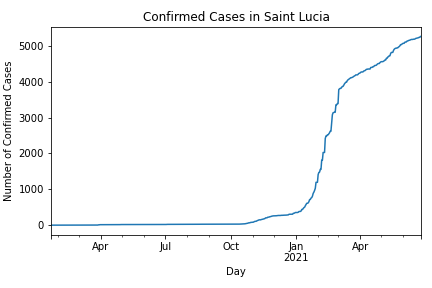 Confirmed Cases in Saint Lucia
Number of Confirmed Cases
5000
4000
3000
2000
1000
0
Apr Jul Oct Jan Apr
2021
Day